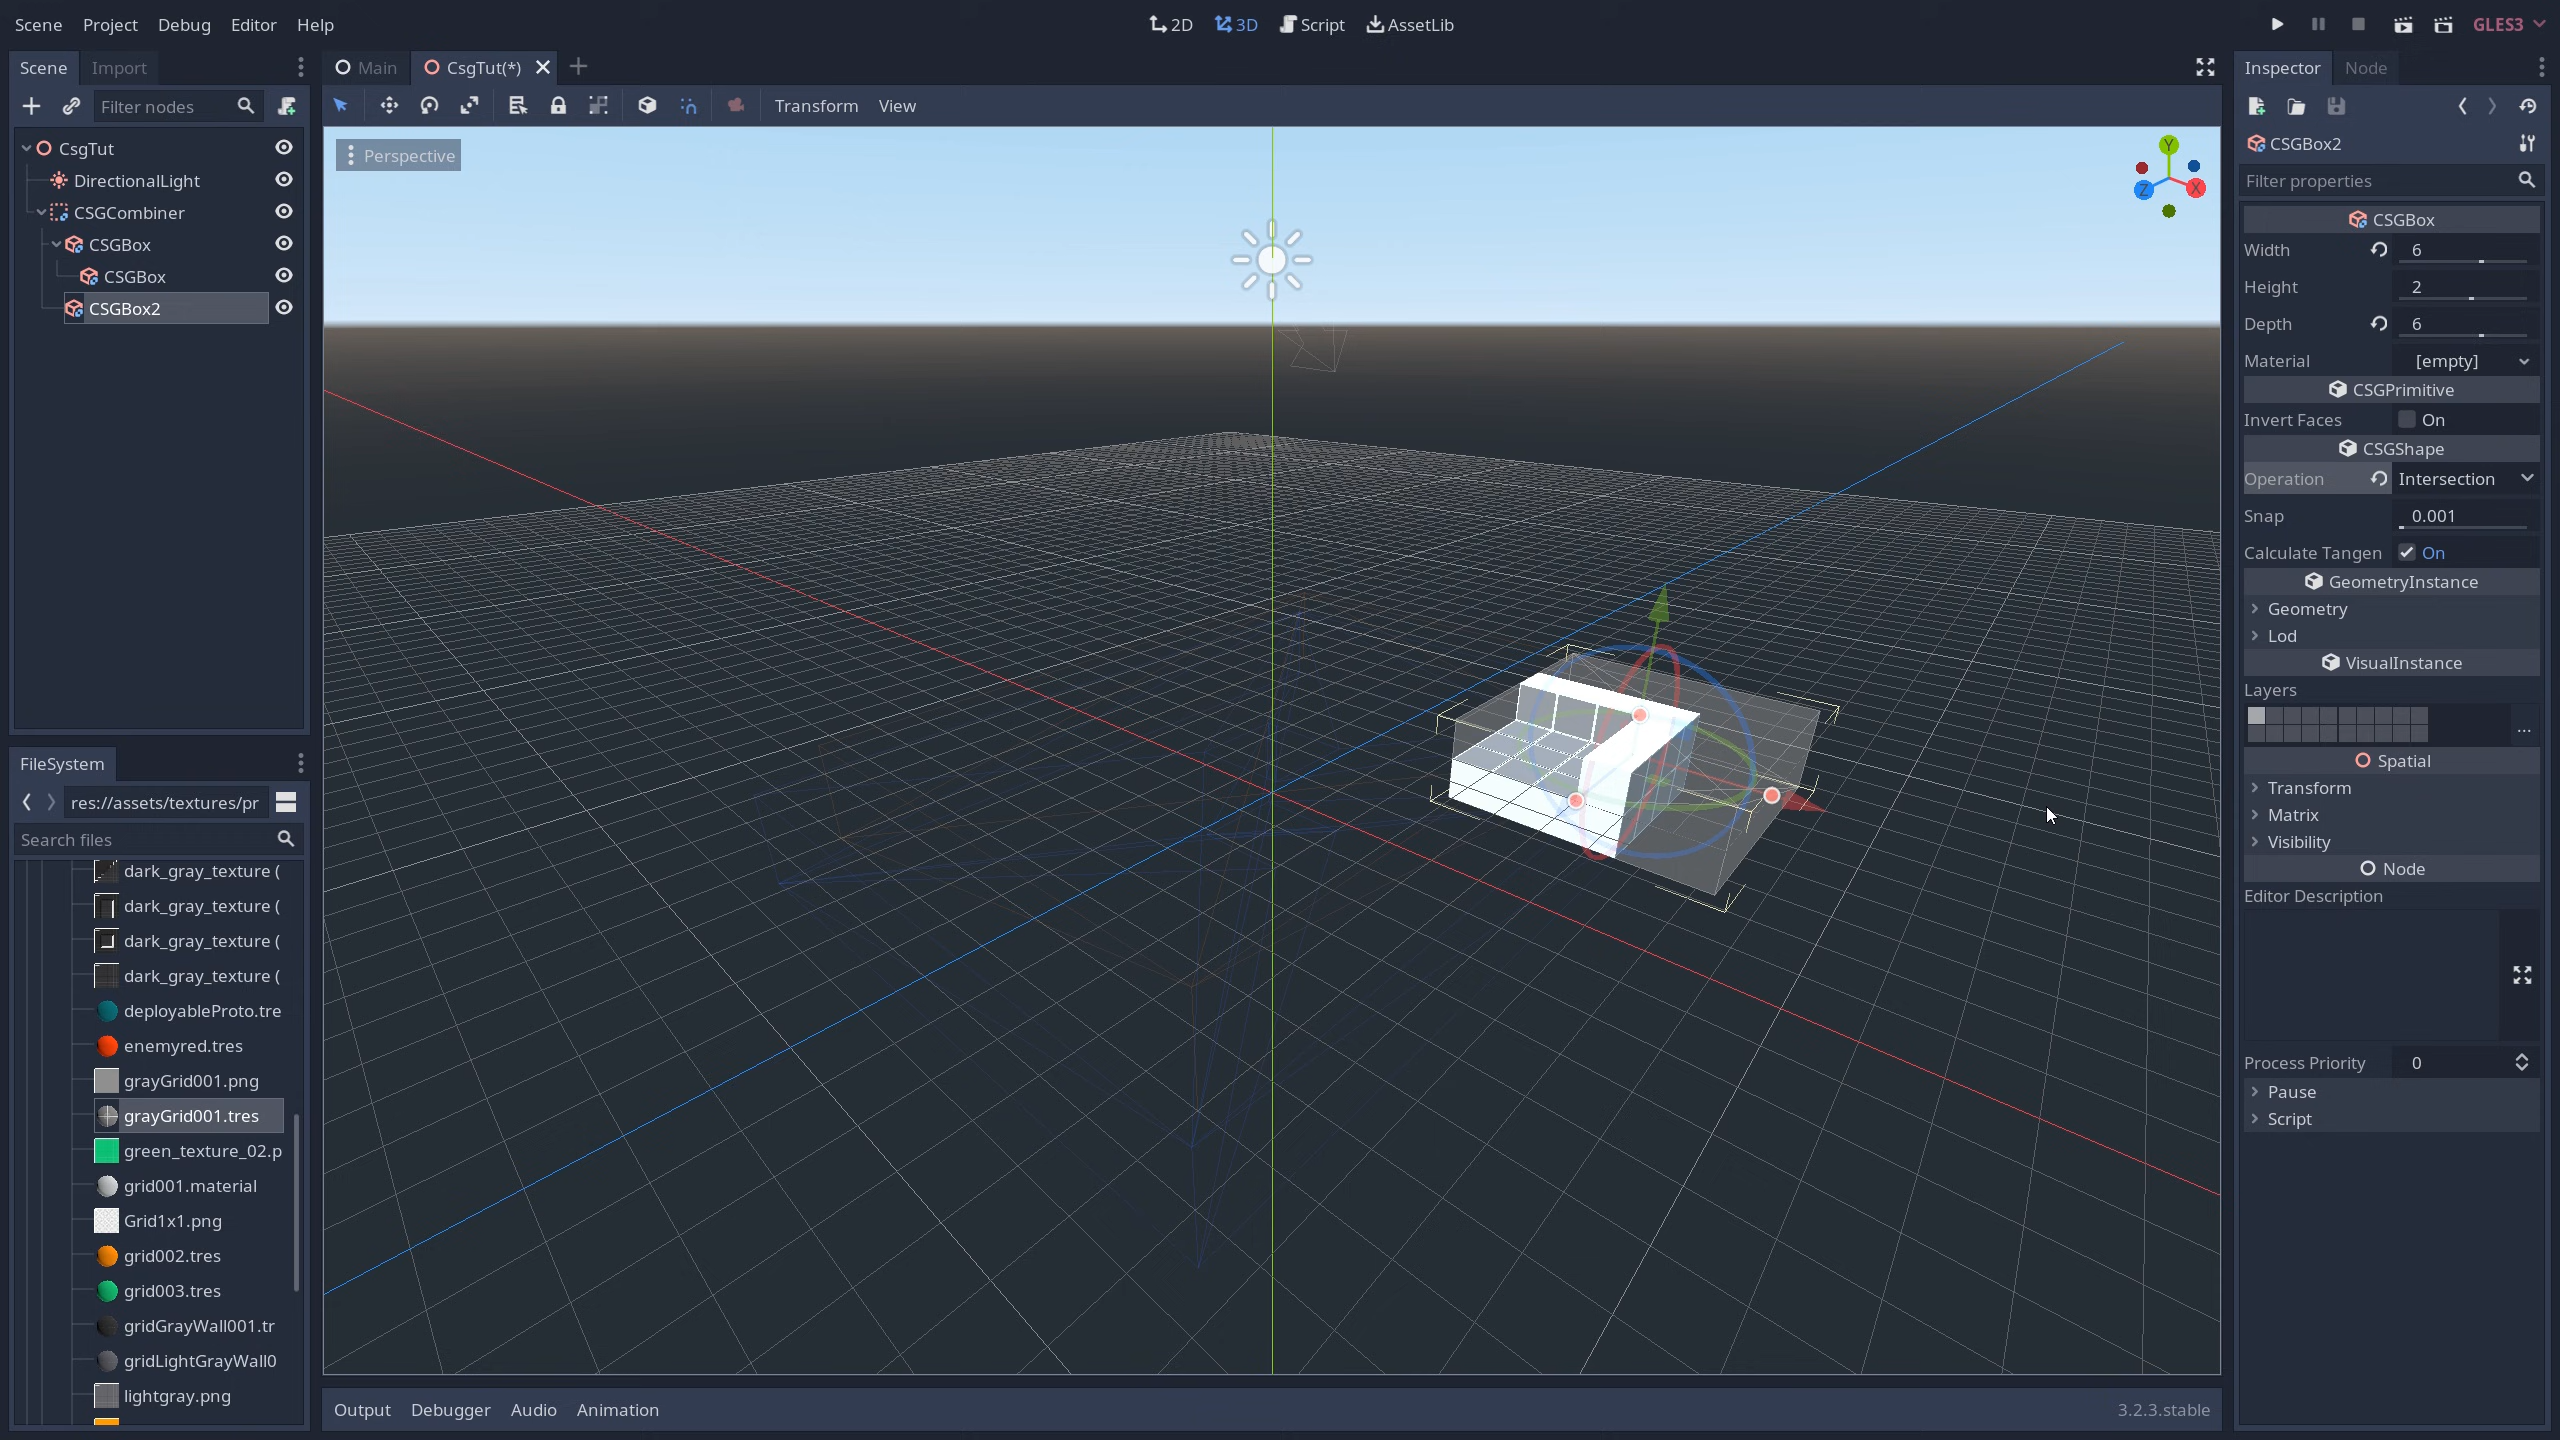 Scene Project Debug Editor Help
2D 3D Script AssetLib
GLES3
Scene Import
Filter nodes
CsgTut
DirectionalLight
CSGCombiner
CSGBox
CSGBox
CSGBox2
FileSystem
res://assets/textures/pr
Search files
dark_gray_texture (
dark_gray_texture (
dark_gray_texture (
dark_gray_texture (
deployableProto.tre
enemyred.tres
grayGrid001.png
grayGrid001.tres
green_texture_02.p
grid001.material
Grid1x1.png
grid002.tres
grid003.tres
gridGrayWall001.tr
gridLightGrayWall0
lightgray.png
Main CsgTut(*)
Transform View
Perspective
Y
Z X
Output Debugger Audio Animation
3.2.3.stable
Inspector Node
CSGBox2
Filter properties
CSGBox
Width 6
Height 2
Depth 6
Material [empty]
CSGPrimitive
Invert Faces On
CSGShape
Operation Intersection
Snap 0.001
Calculate Tangen On
GeometryInstance
Geometry
Lod
VisualInstance
Layers
...
Spatial
Transform
Matrix
Visibility
Node
Editor Description
Process Priority 0
Pause
Script